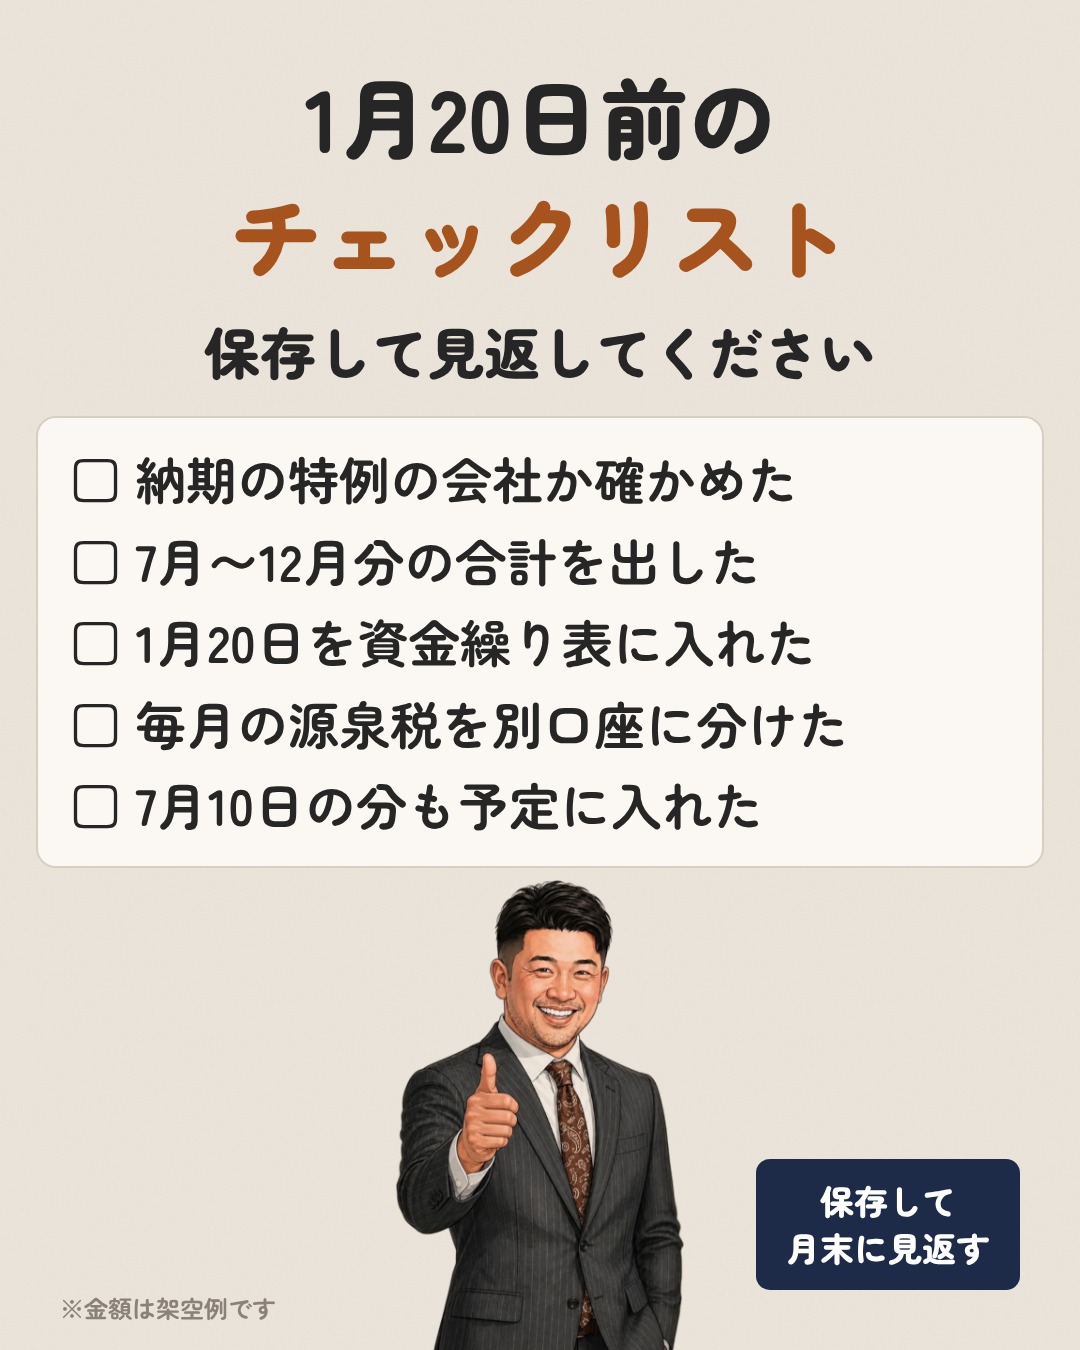 1月20日前の
チェックリスト
保存して見返してください
□ 納期の特例の会社か確かめた
□ 7月〜12月分の合計を出した
□ 1月20日を資金繰り表に入れた
□ 毎月の源泉税を別口座に分けた
□ 7月10日の分も予定に入れた
保存して
月末に見返す
※金額は架空例です